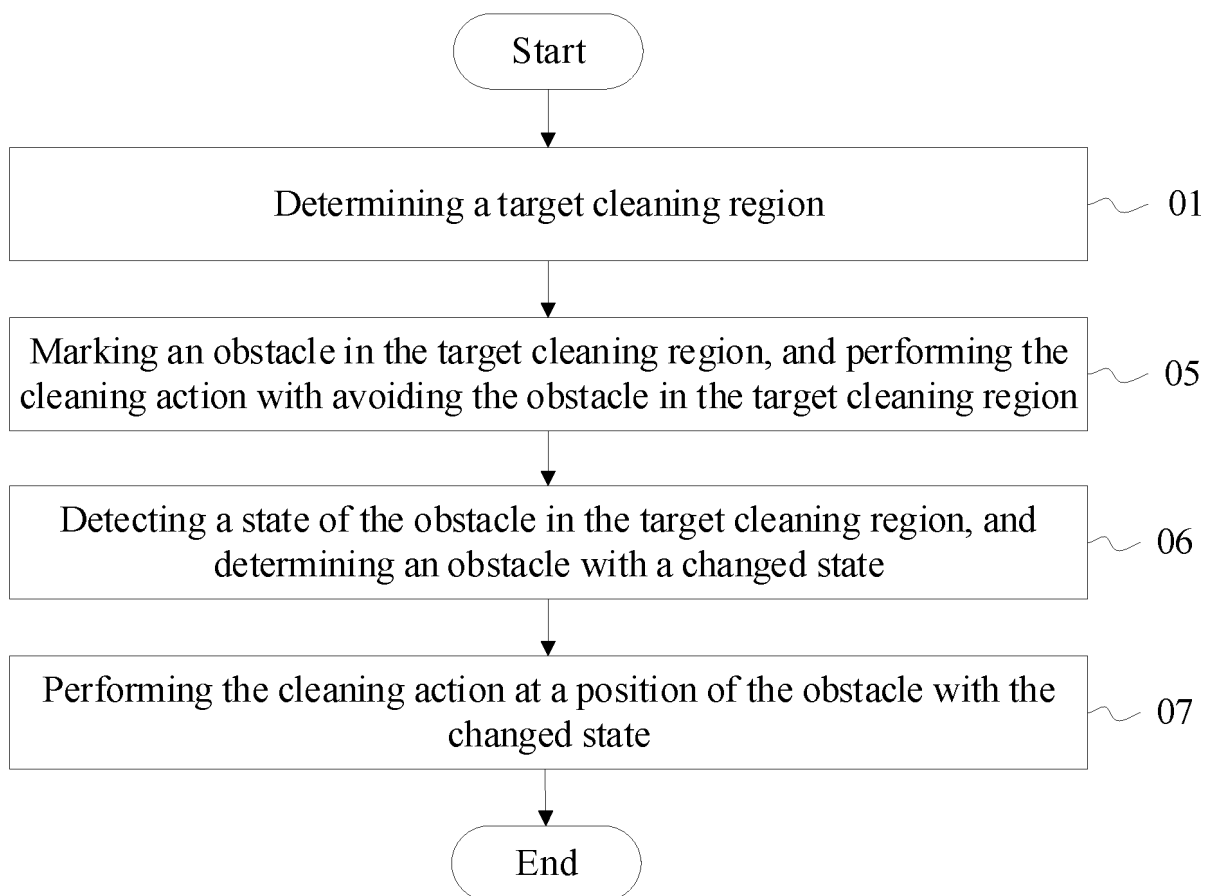 Start
Determining a target cleaning region
01
Marking an obstacle in the target cleaning region, and performing the
cleaning action with avoiding the obstacle in the target cleaning region
05
Detecting a state of the obstacle in the target cleaning region, and
determining an obstacle with a changed state
06
Performing the cleaning action at a position of the obstacle with the
changed state
07
End